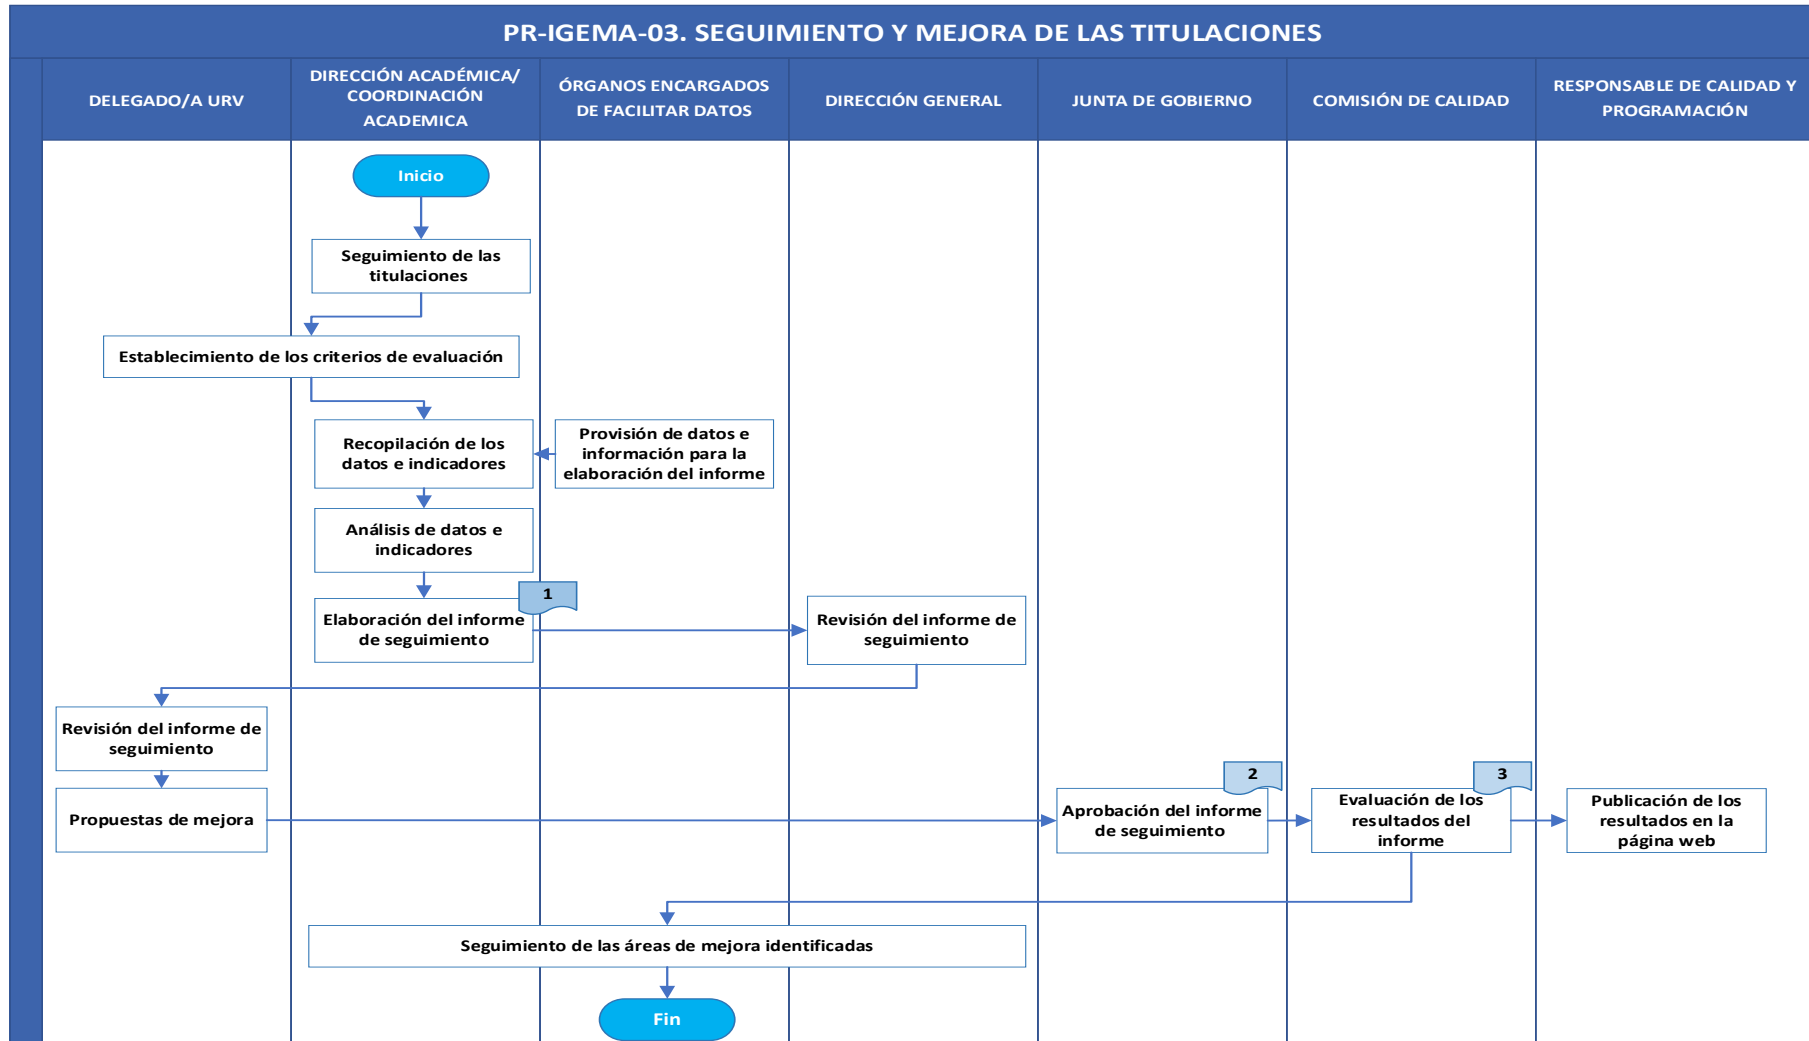 PR-IGEMA-03. SEGUIMIENTO Y MEJORA DE LAS TITULACIONES
DELEGADO/A URV
DIRECCIÓN ACADÉMICA/
COORDINACIÓN
ACADEMICA
ÓRGANOS ENCARGADOS
DE FACILITAR DATOS
DIRECCIÓN GENERAL
JUNTA DE GOBIERNO
COMISIÓN DE CALIDAD
RESPONSABLE DE CALIDAD Y
PROGRAMACIÓN
Inicio
Seguimiento de las
titulaciones
Establecimiento de los criterios de evaluación
Recopilación de los
datos e indicadores
Provisión de datos e
información para la
elaboración del informe
Análisis de datos e
indicadores
1
Elaboración del informe
de seguimiento
Revisión del informe de
seguimiento
Revisión del informe de
seguimiento
Propuestas de mejora
2
Aprobación del informe
de seguimiento
3
Evaluación de los
resultados del
informe
Publicación de los
resultados en la
página web
Seguimiento de las áreas de mejora identificadas
Fin